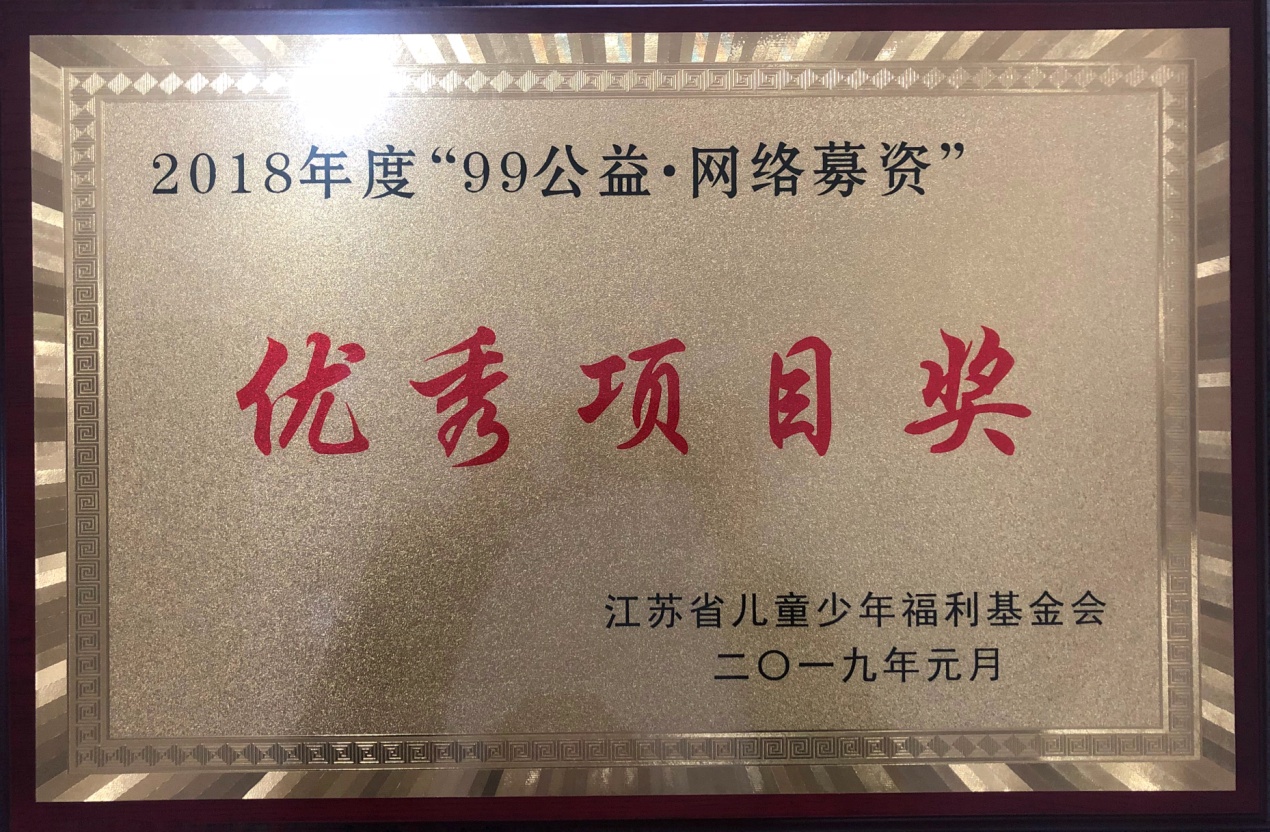 2018年度“99公益·网络募资”
优秀项目奖
江苏省儿童少年福利基金会
二〇一九年元月